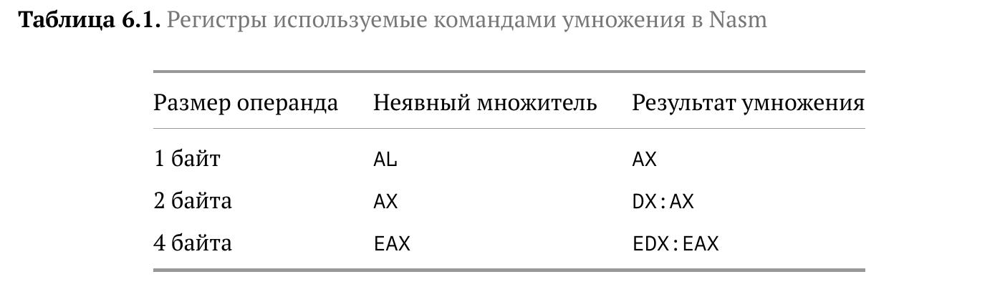 Таблица 6.1. Регистры используемые командами умножения в Nasm
Размер операнда Неявный множитель Результат умножения
1 байт AL AX
2 байта AX DX:AX
4 байта EAX EDX:EAX